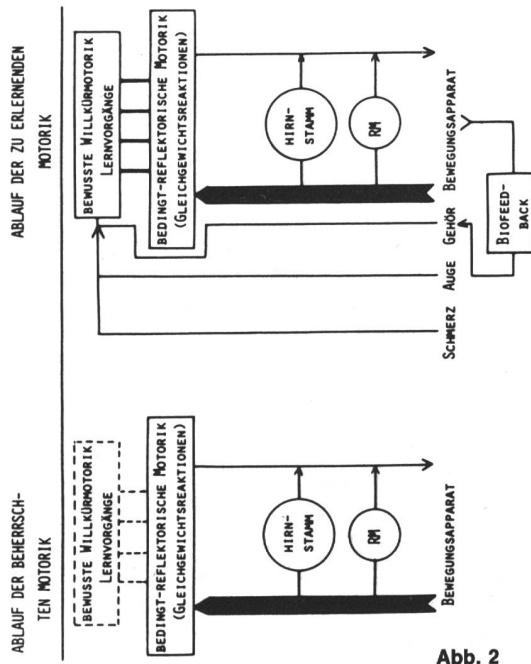 ABLAUF DER BEHERRSCH-
TEN MOTORIK
BEWUSSTE WILLKÜRMOTORIK
LERNVORGÄNGE
BEDINGT-REFLEKTORISCHE MOTORIK
(GLEICHGEWICHTSREAKTIONEN)
HIRN-
STAMM
RM
BEWEGUNGSAPPARAT
ABLAUF DER ZU ERLERNENDEN
MOTORIK
BEWUSSTE WILLKÜRMOTORIK
LERNVORGÄNGE
BEDINGT-REFLEKTORISCHE MOTORIK
(GLEICHGEWICHTSREAKTIONEN)
HIRN-
STAMM
RM
SCHMERZ AUGE GEHÖR BEWEGUNGSAPPARAT
BIOFEED-
BACK
Abb. 2